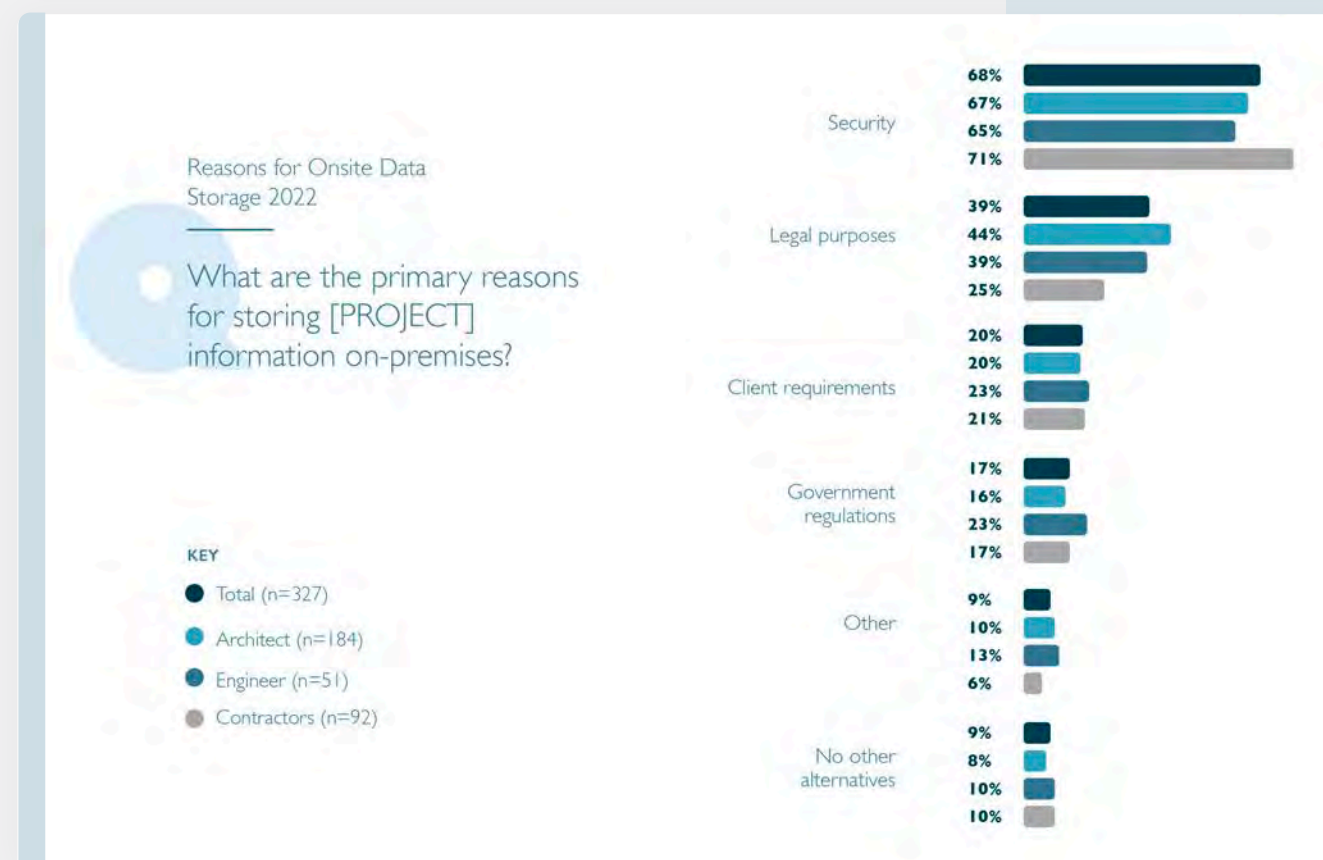 Reasons for Onsite Data
Storage 2022
What are the primary reasons
for storing [PROJECT]
information on-premises?
KEY
Total (n=327)
Architect (n=184)
Engineer (n=51)
Contractors (n=92)
Security
68%
67%
65%
71%
Legal purposes
39%
44%
39%
25%
Client requirements
20%
20%
23%
21%
Government
regulations
17%
16%
23%
17%
Other
9%
10%
13%
6%
No other
alternatives
9%
8%
10%
10%